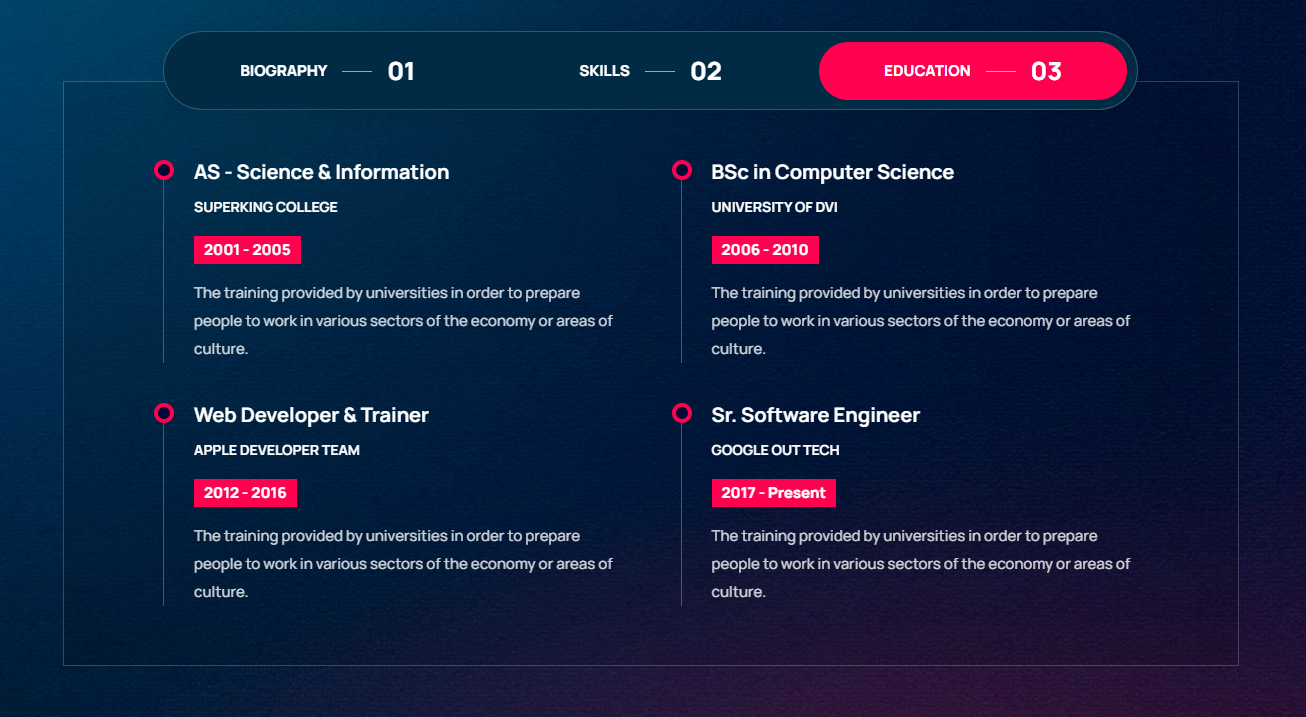 BIOGRAPHY — 01
SKILLS — 02
EDUCATION — 03
AS - Science & Information
SUPERKING COLLEGE
2001 - 2005
The training provided by universities in order to prepare
people to work in various sectors of the economy or areas of
culture.
BSc in Computer Science
UNIVERSITY OF DVI
2006 - 2010
The training provided by universities in order to prepare
people to work in various sectors of the economy or areas of
culture.
Web Developer & Trainer
APPLE DEVELOPER TEAM
2012 - 2016
The training provided by universities in order to prepare
people to work in various sectors of the economy or areas of
culture.
Sr. Software Engineer
GOOGLE OUT TECH
2017 - Present
The training provided by universities in order to prepare
people to work in various sectors of the economy or areas of
culture.